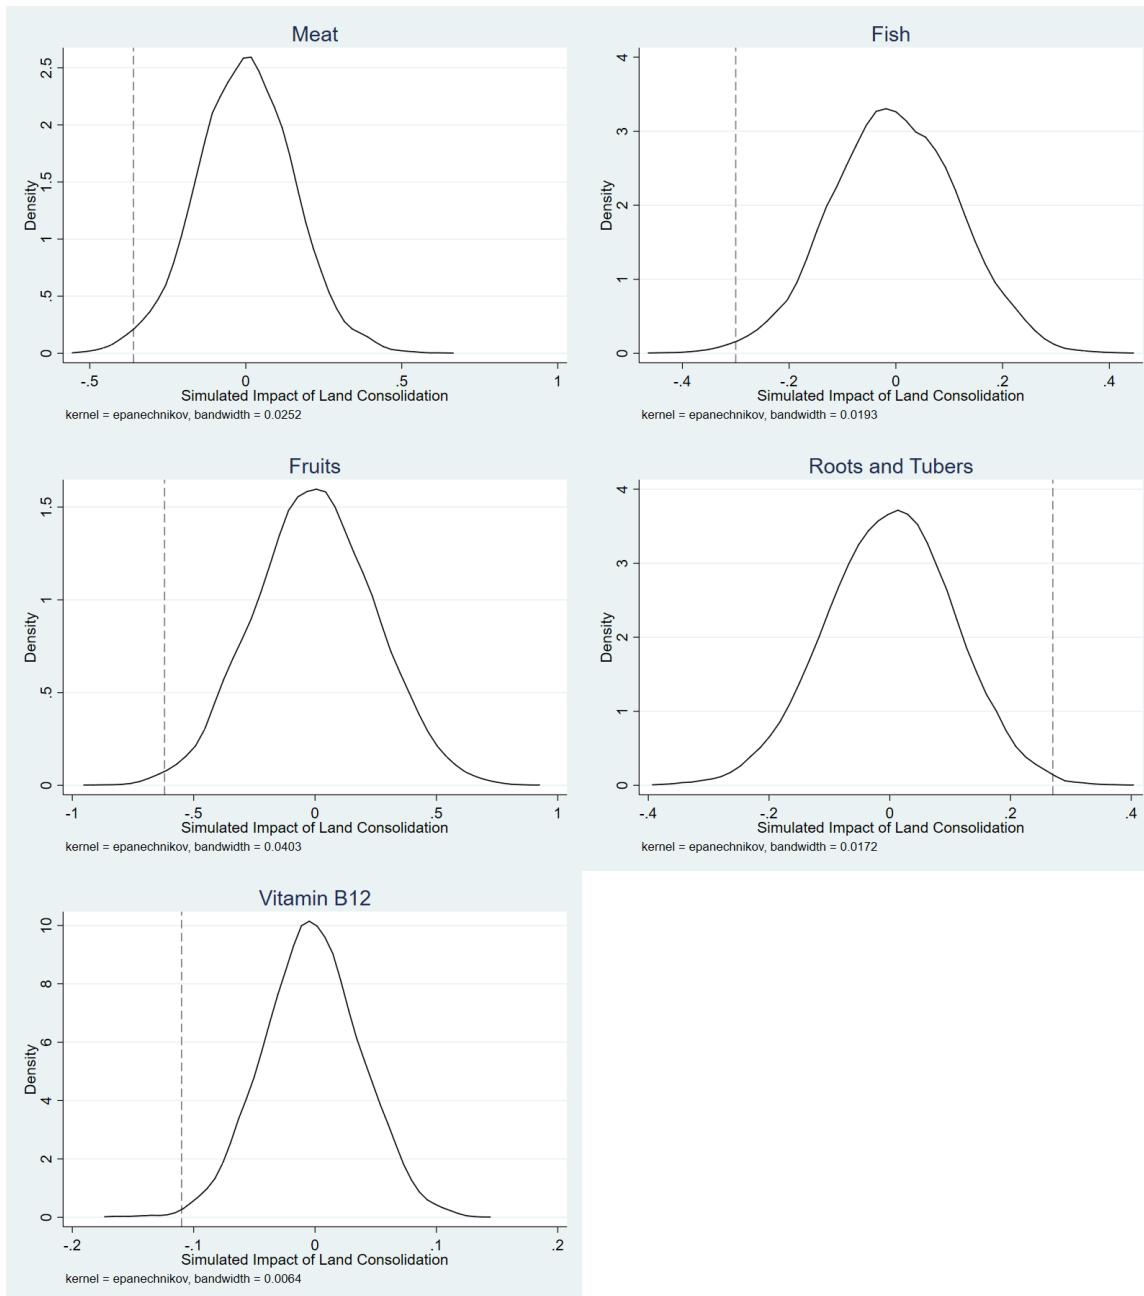 Meat
Density
0
.5
1
1.5
2
2.5
-.5
0
.5
1
Simulated Impact of Land Consolidation
kernel = epanechnikov, bandwidth = 0.0252
Fish
Density
0
1
2
3
4
-.4
-.2
0
.2
.4
Simulated Impact of Land Consolidation
kernel = epanechnikov, bandwidth = 0.0193
Fruits
Density
0
.5
1
1.5
-1
-.5
0
.5
1
Simulated Impact of Land Consolidation
kernel = epanechnikov, bandwidth = 0.0403
Roots and Tubers
Density
0
1
2
3
4
-.4
-.2
0
.2
.4
Simulated Impact of Land Consolidation
kernel = epanechnikov, bandwidth = 0.0172
Vitamin B12
Density
0
2
4
6
8
10
-.2
-.1
0
.1
.2
Simulated Impact of Land Consolidation
kernel = epanechnikov, bandwidth = 0.0064